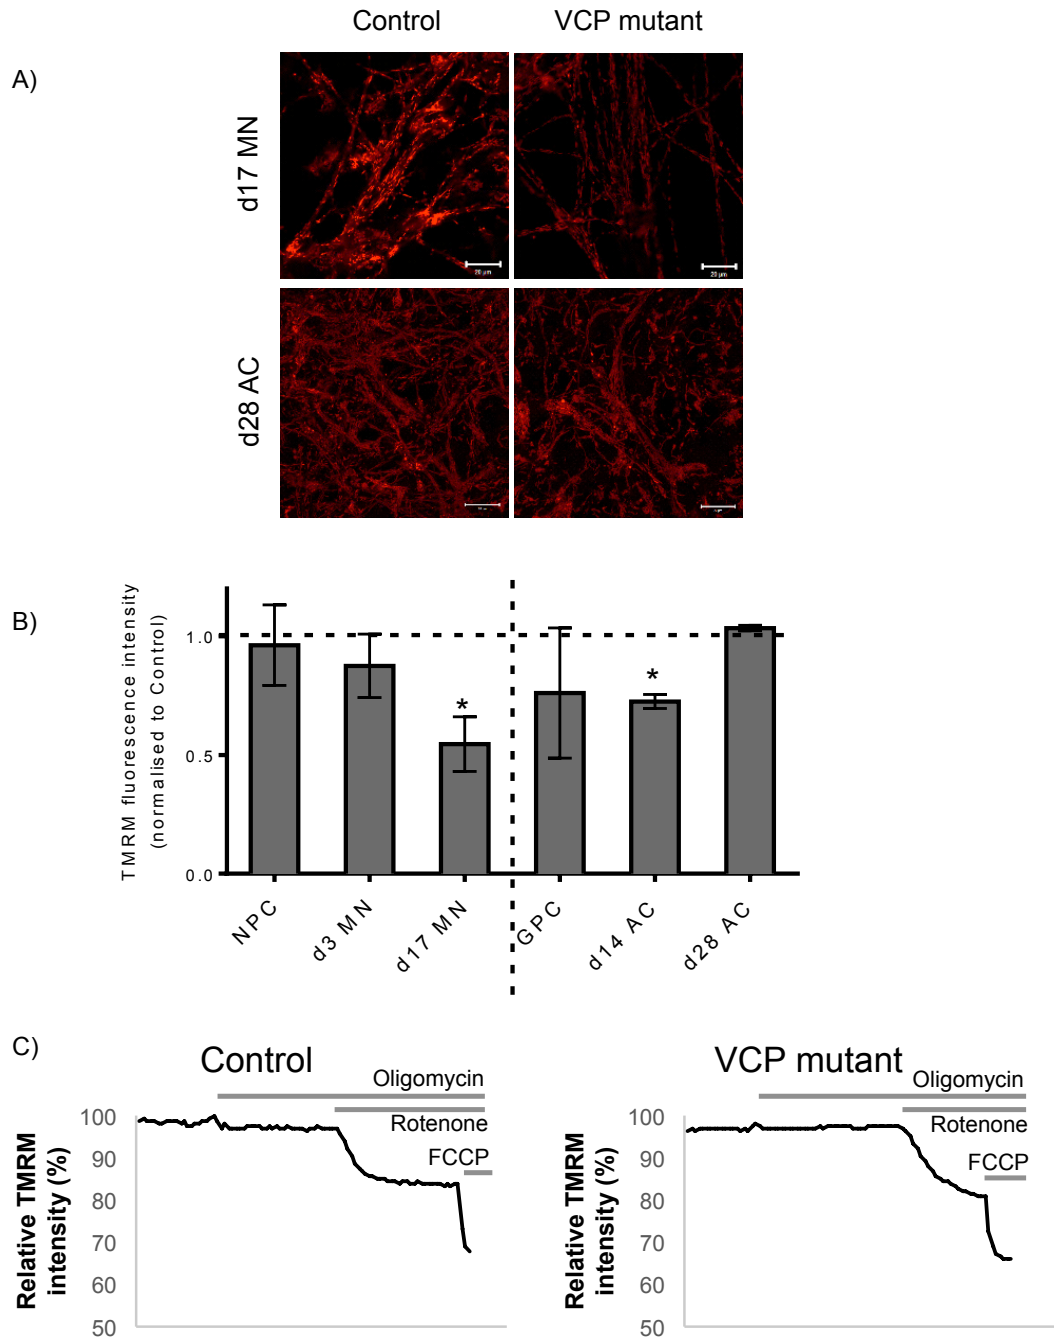 Control
VCP mutant
A)
d17 MN
20 µm
20 µm
d28 AC
B)
TMRM fluorescence intensity
(normalised to Control)
1.0
0.5
0.0
*
*
NPC
d3 MN
d17 MN
GPC
d14 AC
d28 AC
C)
Control
Oligomycin
Rotenone
FCCP
Relative TMRM
intensity (%)
100
90
80
70
60
50
VCP mutant
Oligomycin
Rotenone
FCCP
Relative TMRM
intensity (%)
100
90
80
70
60
50